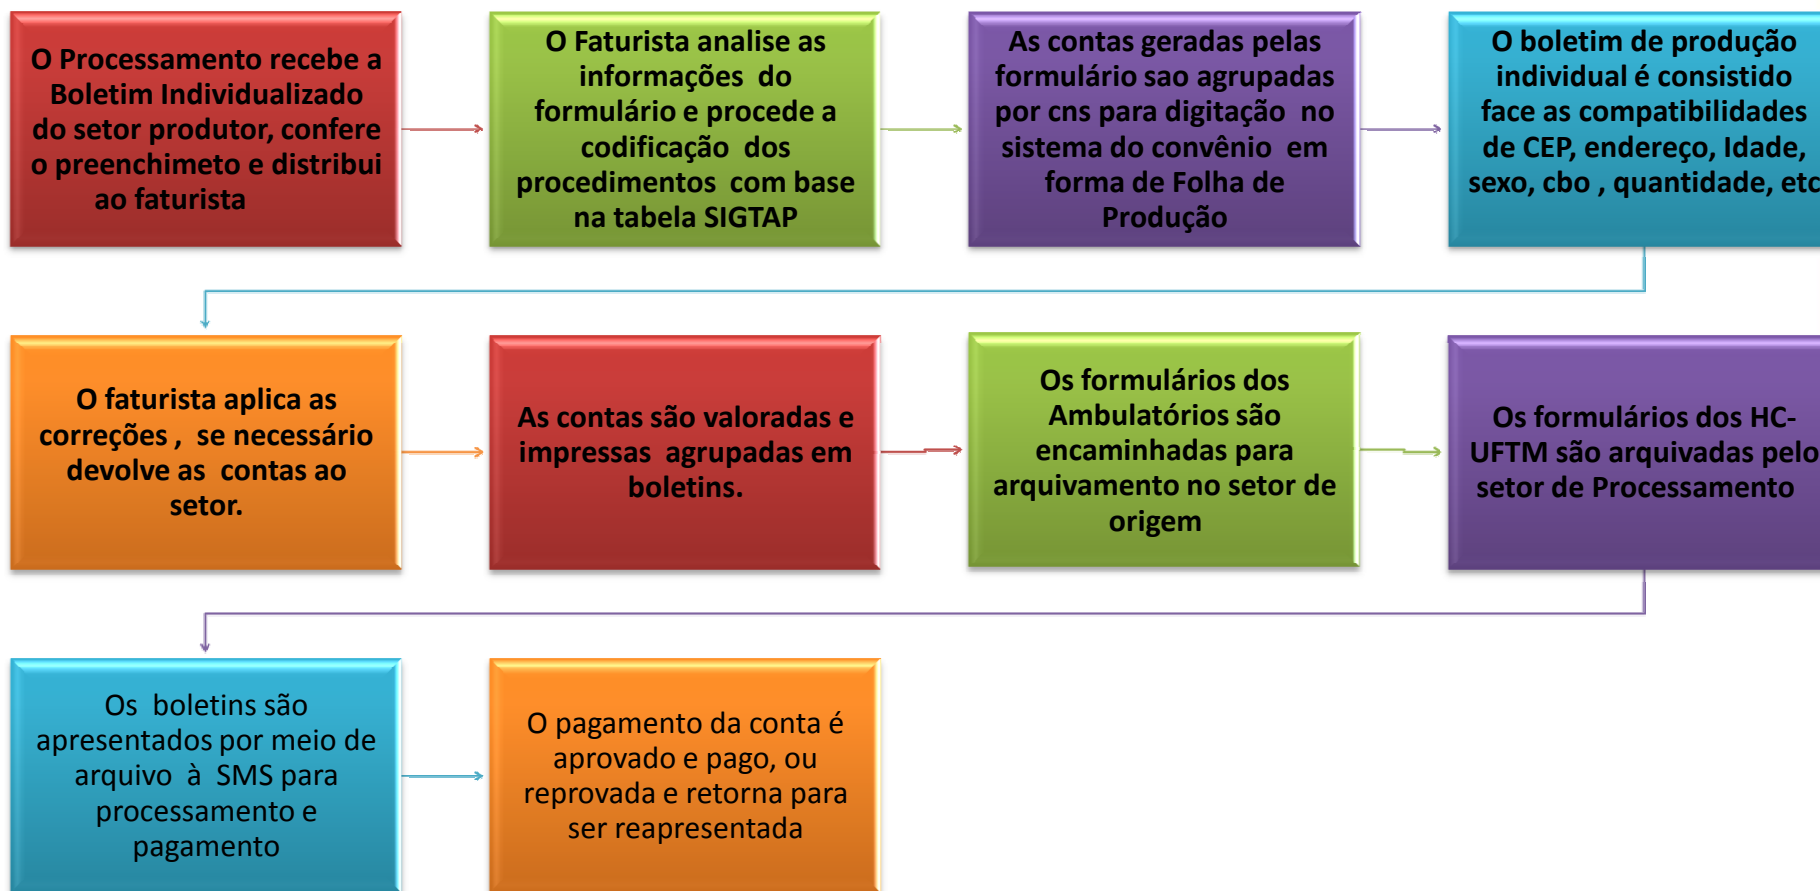 O Processamento recebe a
Boletim Individualizado
do setor produtor, confere
o preenchimeto e distribui
ao faturista
O Faturista analise as
informações do
formulário e procede a
codificação dos
procedimentos com base
na tabela SIGTAP
As contas geradas pelas
formulário sao agrupadas
por cns para digitação no
sistema do convênio em
forma de Folha de
Produção
O boletim de produção
individual é consistido
face as compatibilidades
de CEP, endereço, Idade,
sexo, cbo , quantidade, etc
O faturista aplica as
correções , se necessário
devolve as contas ao
setor.
As contas são valoradas e
impressas agrupadas em
boletins.
Os formulários dos
Ambulatórios são
encaminhadas para
arquivamento no setor de
origem
Os formulários dos HC-
UFTM são arquivadas pelo
setor de Processamento
Os boletins são
apresentados por meio de
arquivo à SMS para
processamento e
pagamento
O pagamento da conta é
aprovado e pago, ou
reprovada e retorna para
ser reapresentada